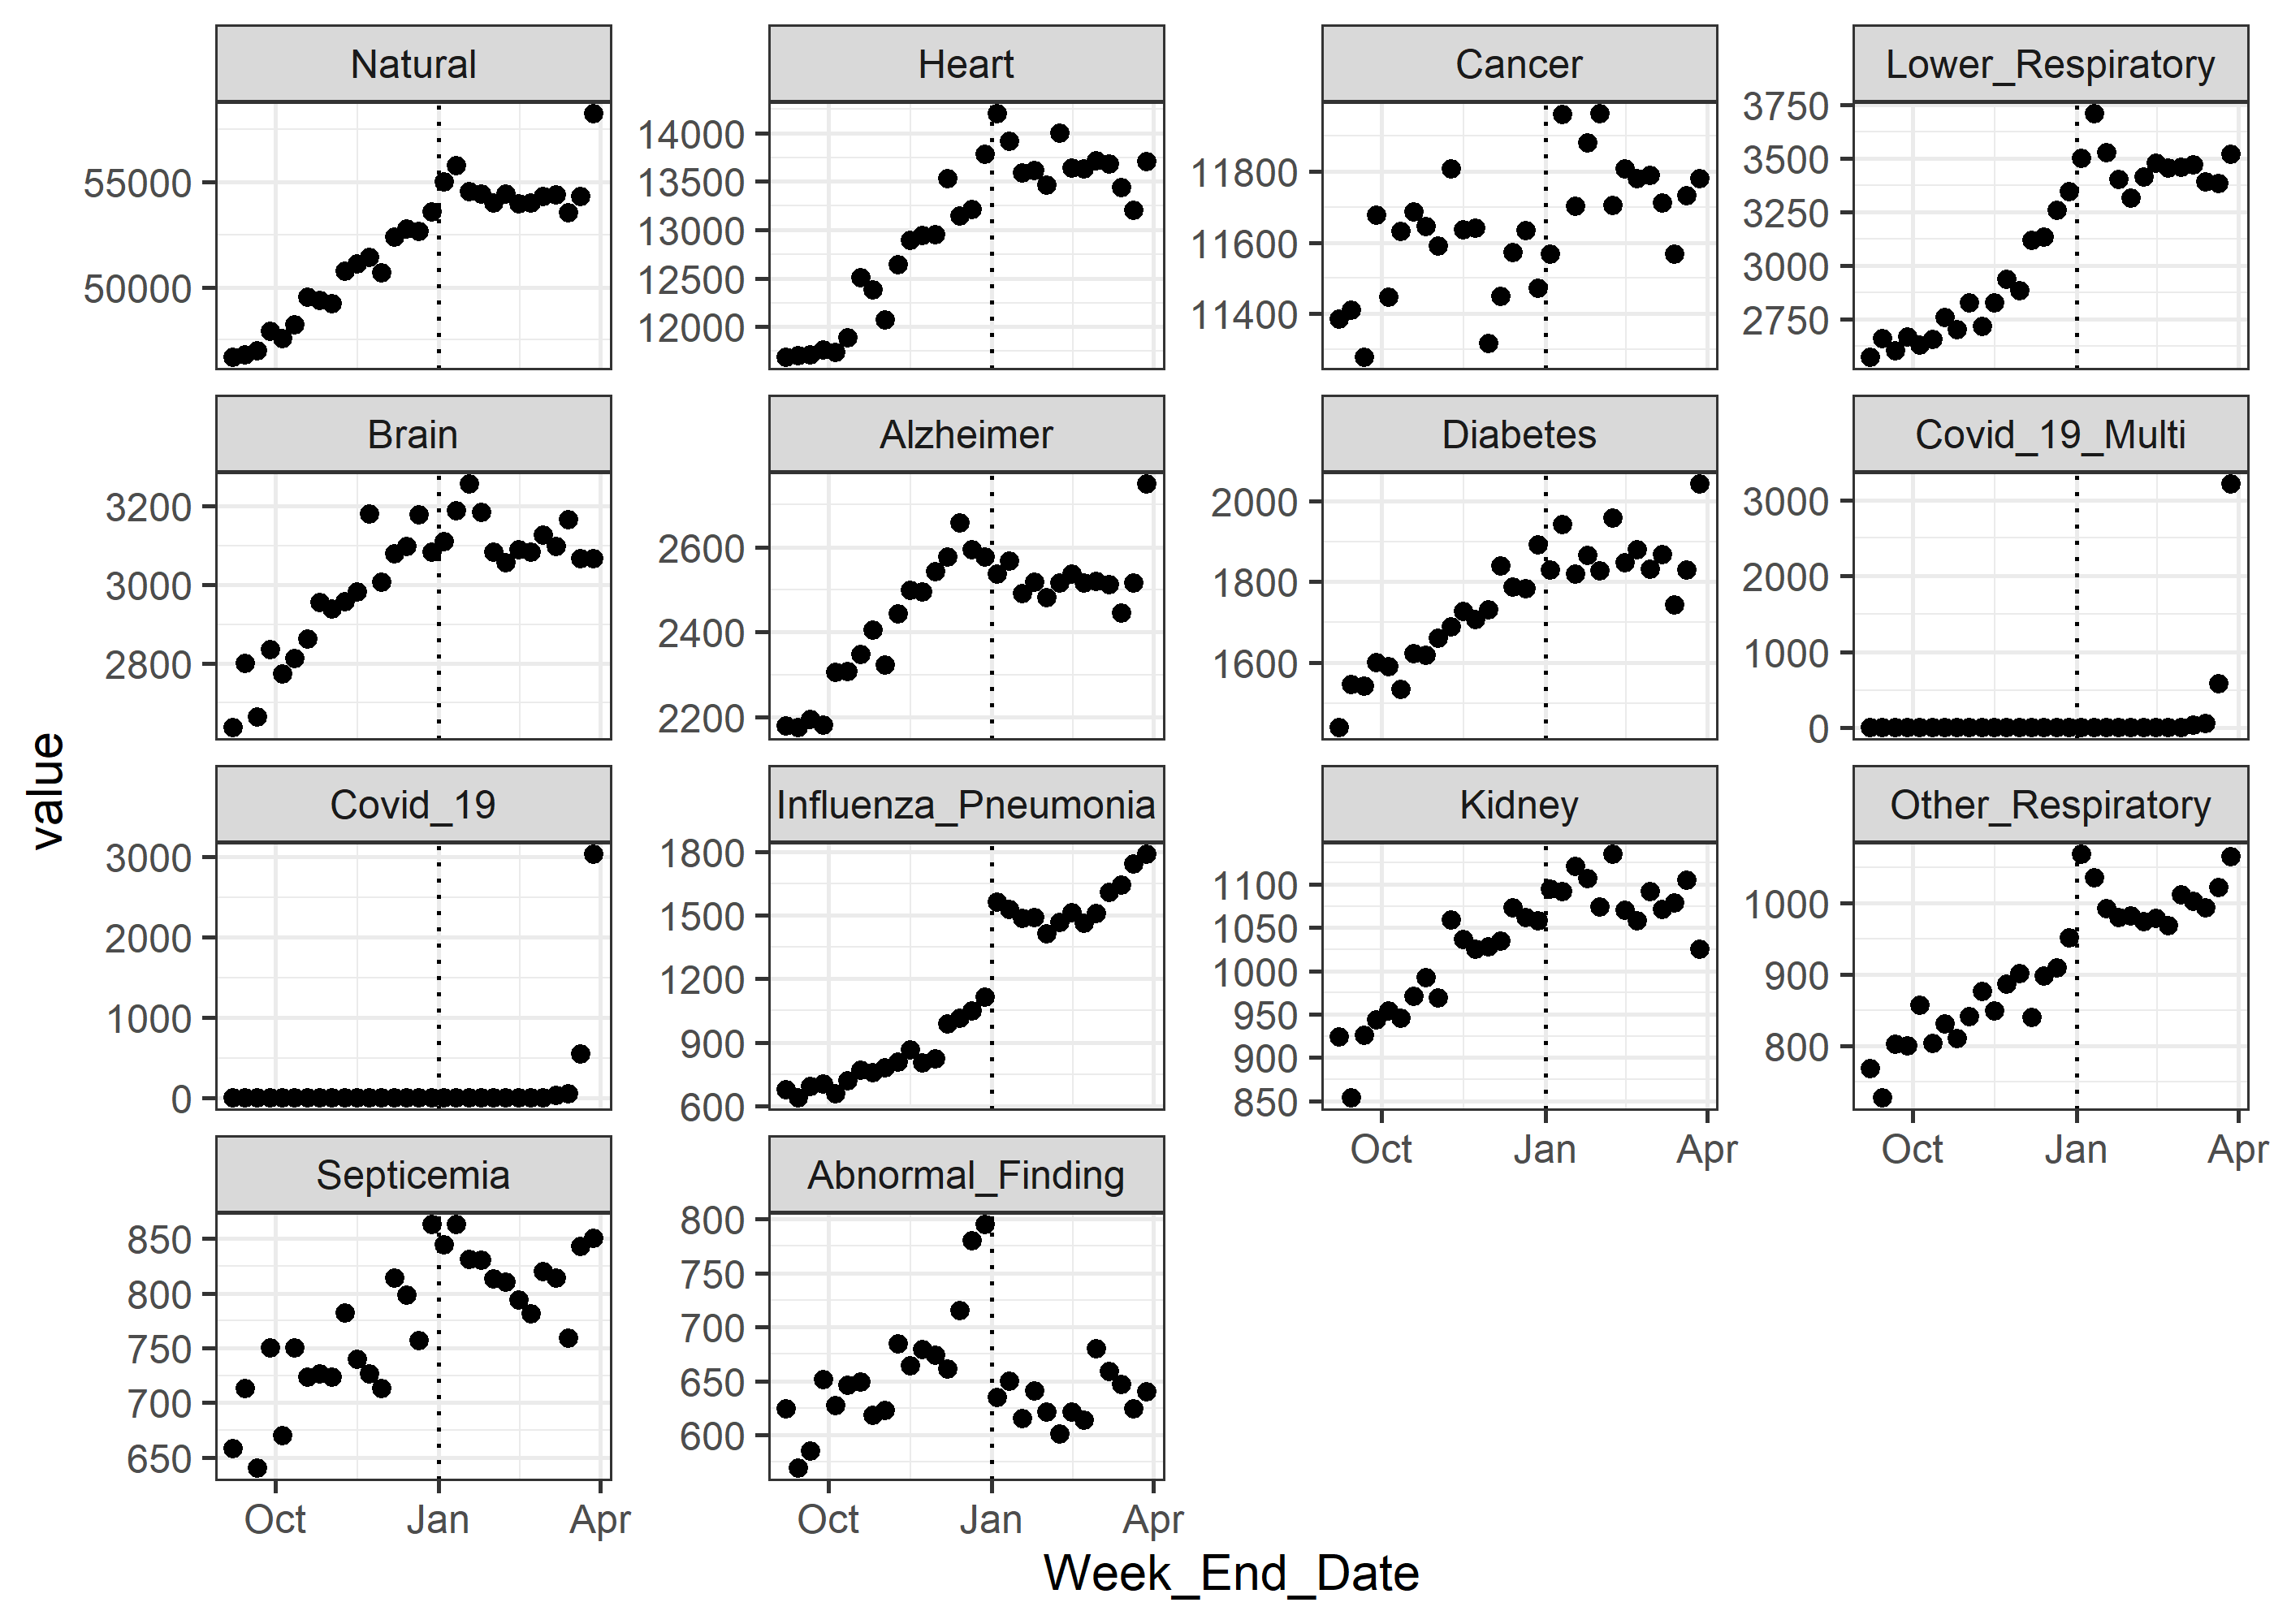 Natural
Heart
Cancer
Lower_Respiratory
55000
50000
14000
13500
13000
12500
12000
11800
11600
11400
3750
3500
3250
3000
2750
Brain
Alzheimer
Diabetes
Covid_19_Multi
3200
3000
2800
2600
2400
2200
2000
1800
1600
3000
2000
1000
0
value
Covid_19
Influenza_Pneumonia
Kidney
Other_Respiratory
3000
2000
1000
0
1800
1500
1200
900
600
1100
1050
1000
950
900
850
1000
900
800
Oct Jan Apr
Oct Jan Apr
Septicemia
Abnormal_Finding
850
800
750
700
650
800
750
700
650
600
Oct Jan Apr
Oct Jan Apr
Week_End_Date